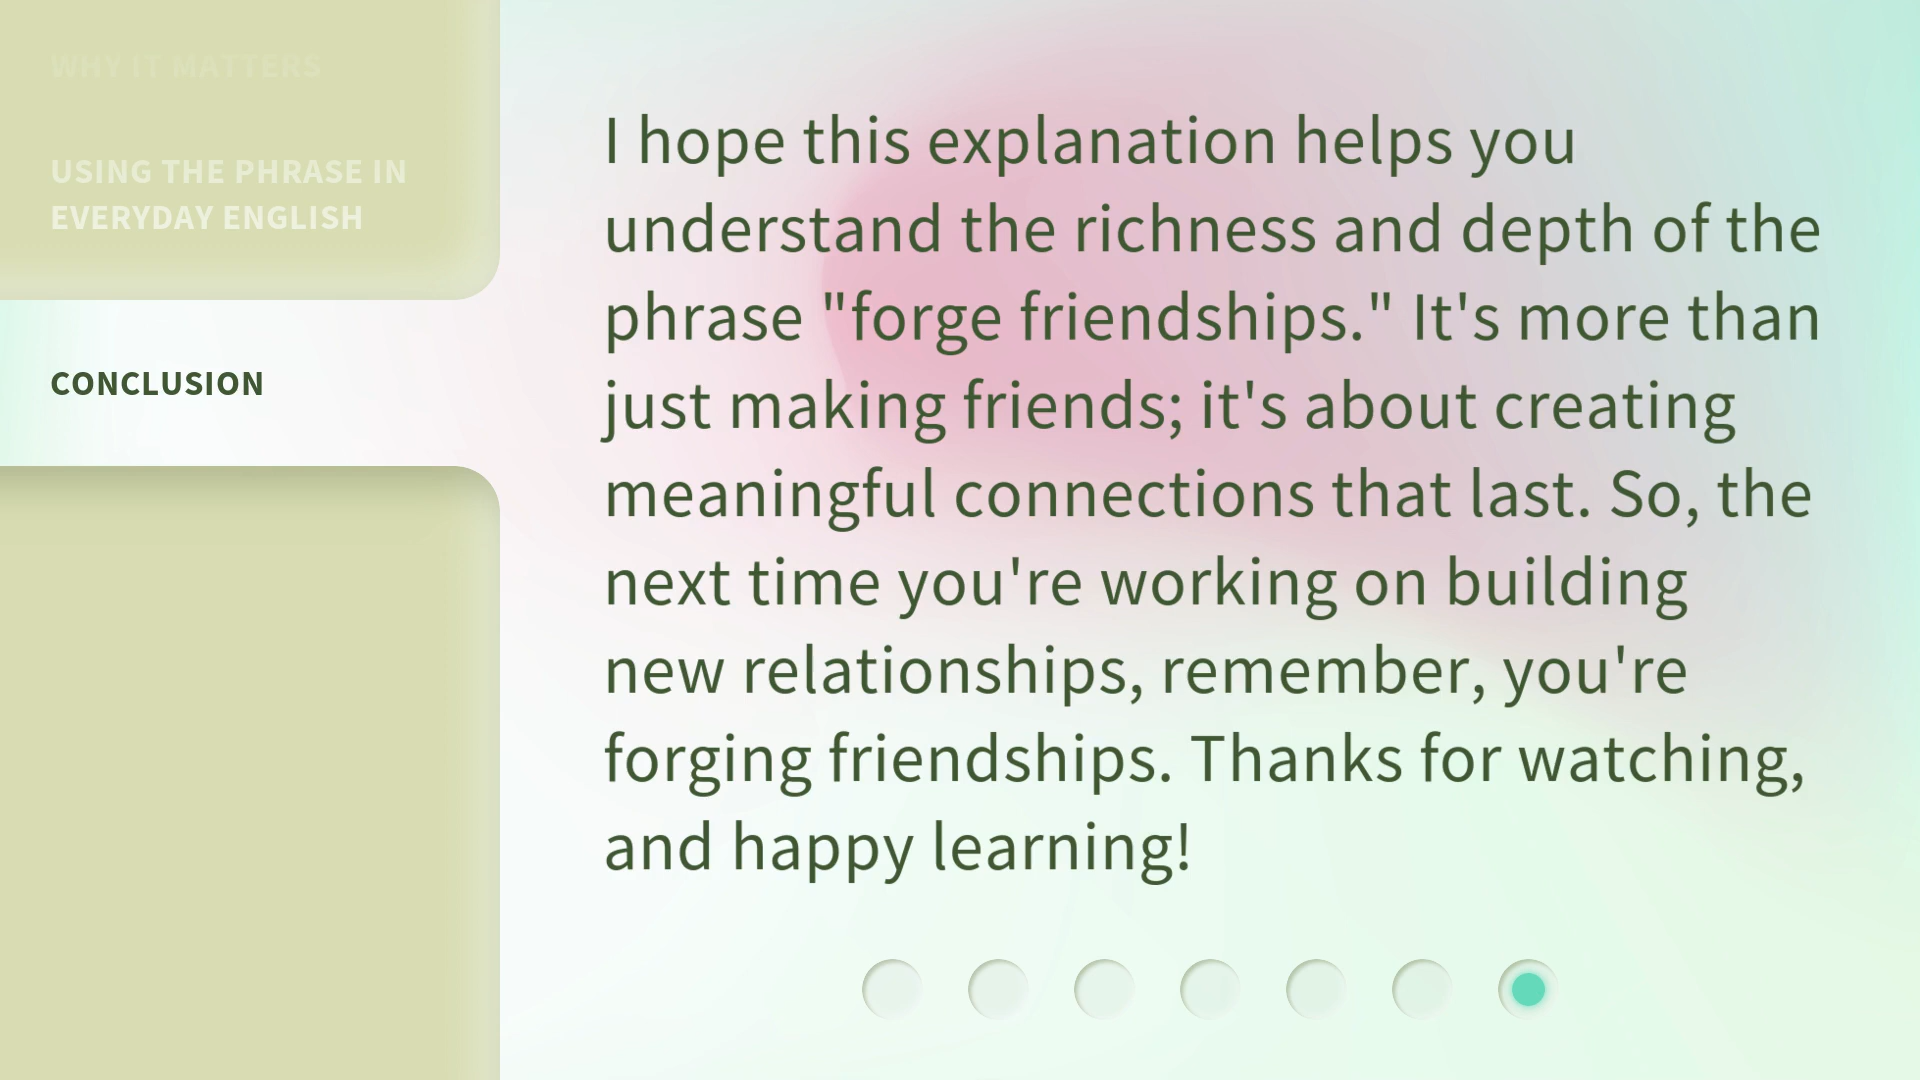 WHY IT MATTERS
USING THE PHRASE IN
EVERYDAY ENGLISH
CONCLUSION
I hope this explanation helps you
understand the richness and depth of the
phrase "forge friendships." It's more than
just making friends; it's about creating
meaningful connections that last. So, the
next time you're working on building
new relationships, remember, you're
forging friendships. Thanks for watching,
and happy learning!